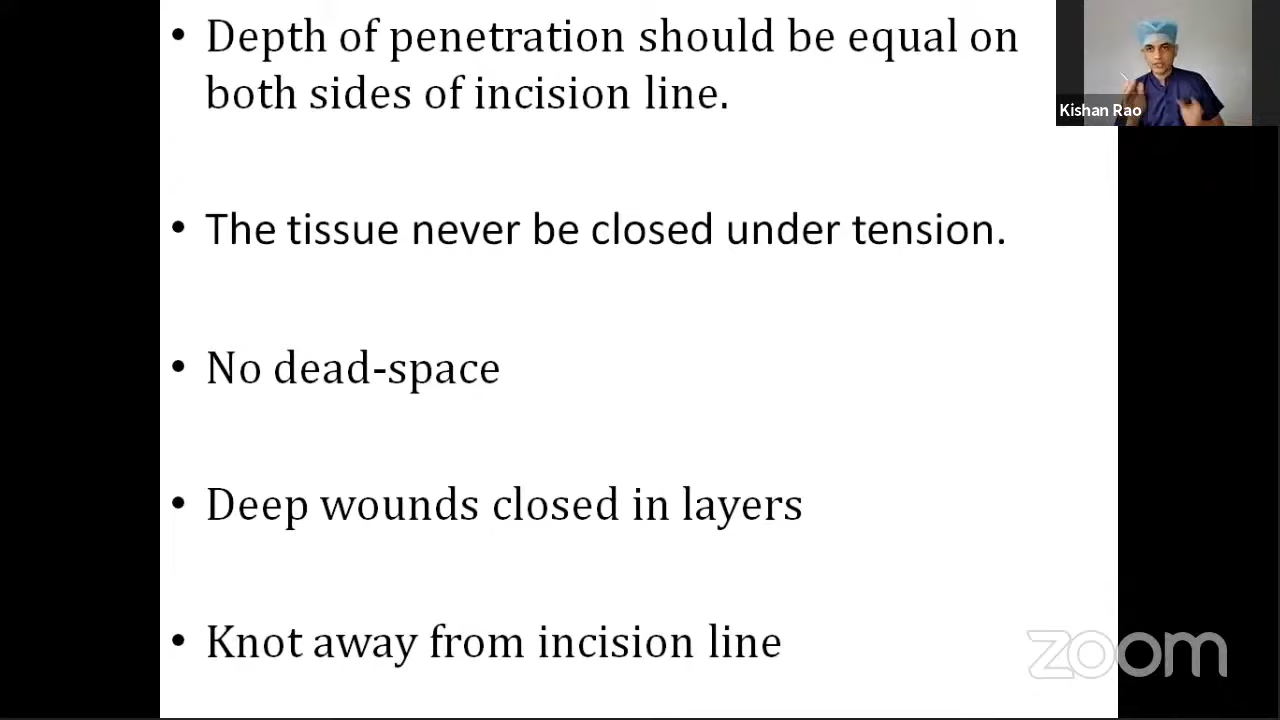 • Depth of penetration should be equal on
both sides of incision line.
Kishan Rao
• The tissue never be closed under tension.
• No dead-space
• Deep wounds closed in layers
• Knot away from incision line
zoom